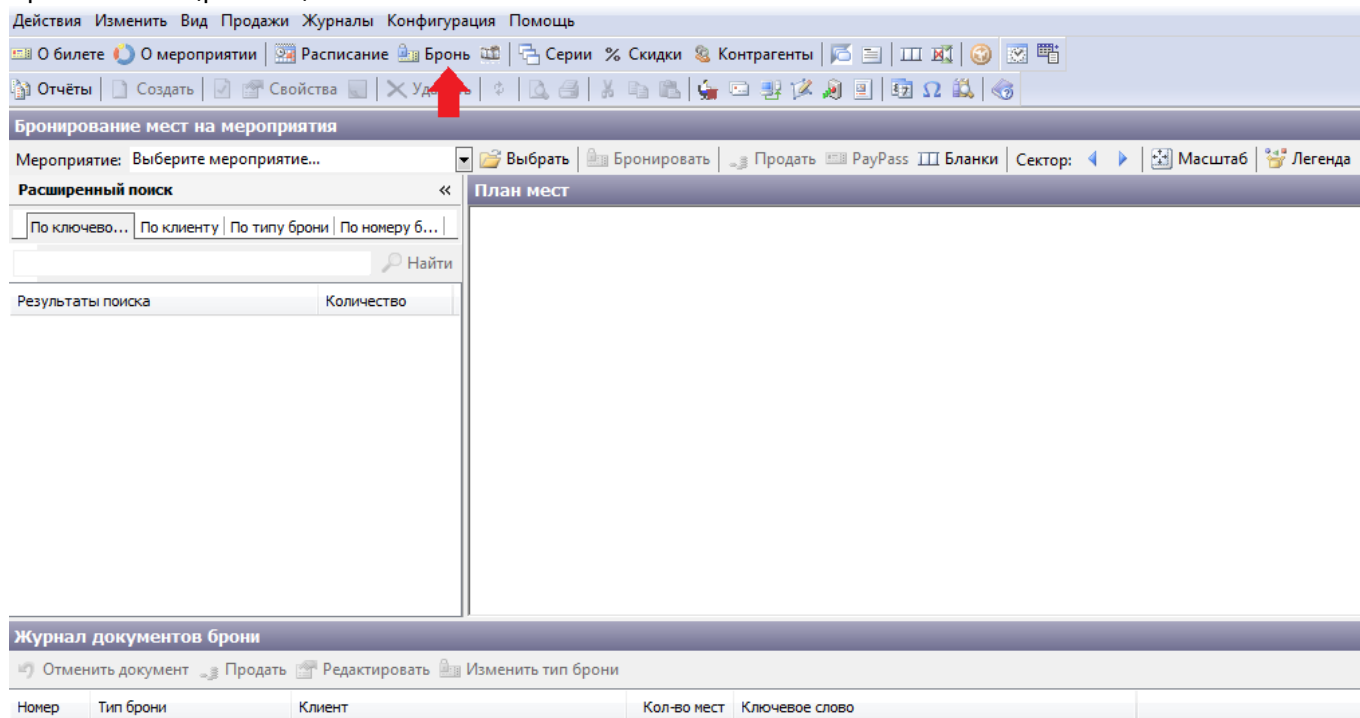 Действия Изменить Вид Продажи Журналы Конфигурация Помощь
О билете О мероприятии Расписание Бронь Серии % Скидки Контрагенты
Отчёты Создать Свойства
Бронирование мест на мероприятия
Мероприятие: Выберите мероприятие... Выбрать Бронировать Продать PayPass Бланки Сектор: Масштаб Легенда
Расширенный поиск «
План мест
По ключево... По клиенту По типу брони По номеру б...
Найти
Результаты поиска Количество
Журнал документов брони
Отменить документ Продать Редактировать Изменить тип брони
Номер Тип брони Клиент Кол-во мест Ключевое слово